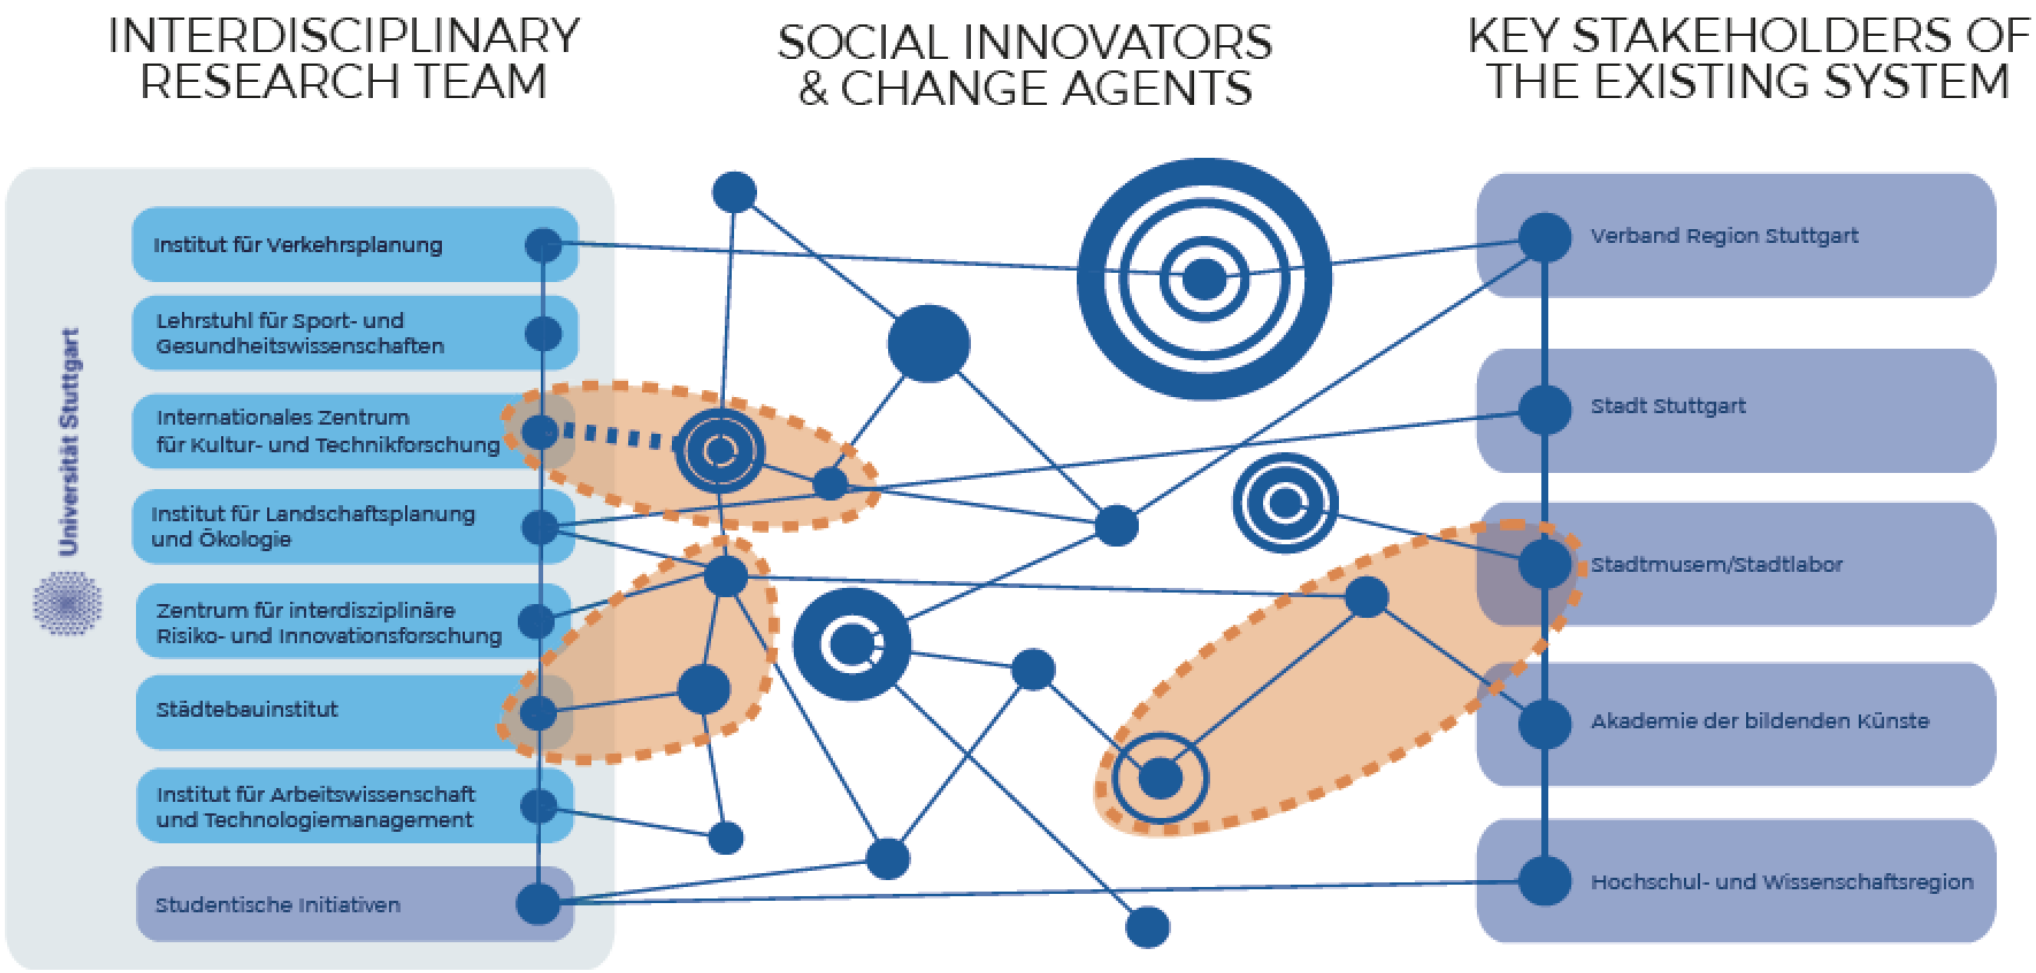 INTERDISCIPLINARY
RESEARCH TEAM
SOCIAL INNOVATORS
& CHANGE AGENTS
KEY STAKEHOLDERS OF
THE EXISTING SYSTEM
Universität Stuttgart
Institut für Verkehrsplanung
Lehrstuhl für Sport- und
Gesundheitswissenschaften
Internationales Zentrum
für Kultur- und Technikforschung
Institut für Landschaftsplanung
und Ökologie
Zentrum für interdisziplinäre
Risiko- und Innovationsforschung
Städtebauinstitut
Institut für Arbeitswissenschaft
und Technologiemanagement
Studentische Initiativen
Verband Region Stuttgart
Stadt Stuttgart
Stadtmusem/Stadtlabor
Akademie der bildenden Künste
Hochschul- und Wissenschaftsregion